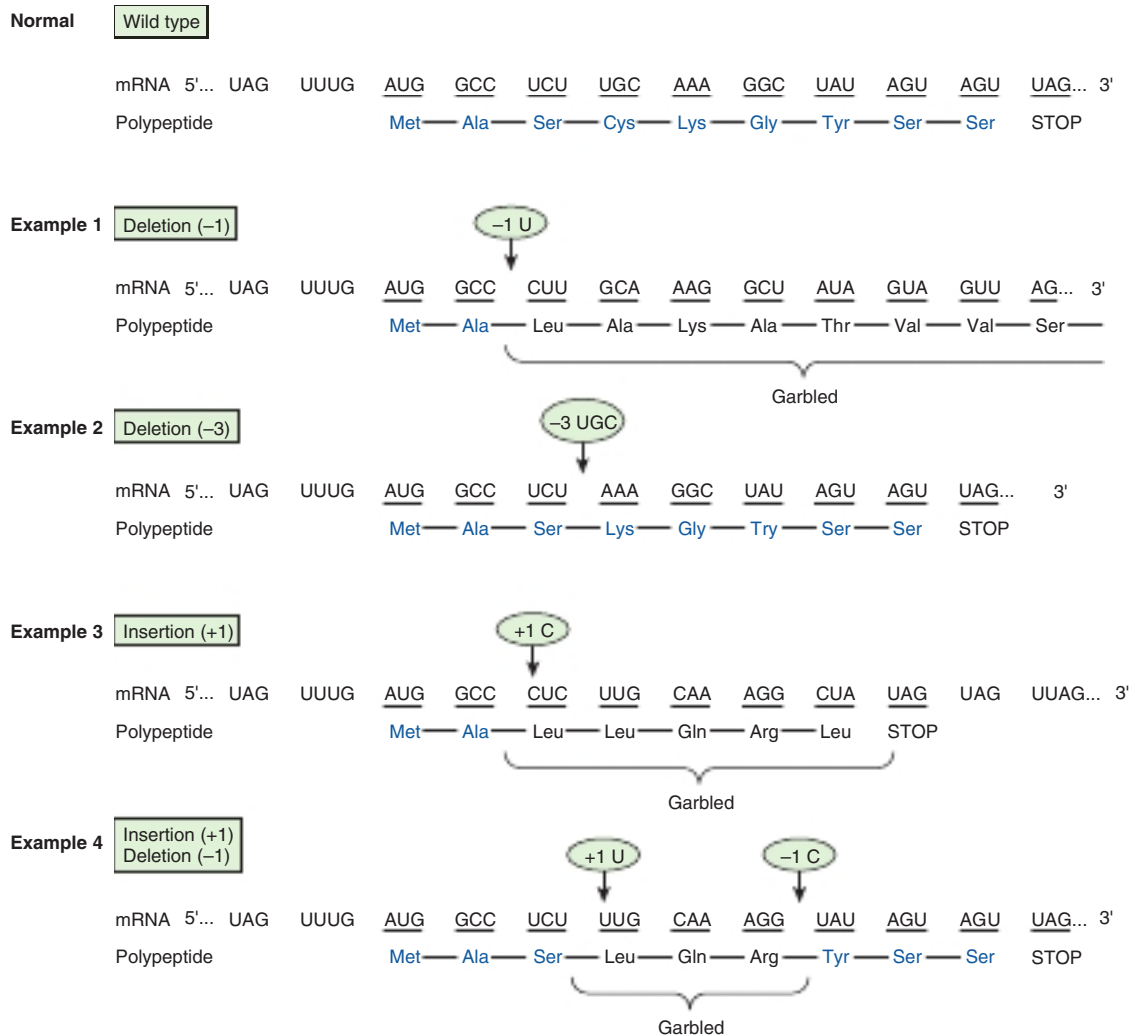 Normal Wild type
mRNA 5'... UAG UUUG AUG GCC UCU UGC AAA GGC UAU AGU AGU UAG... 3'
Polypeptide Met Ala Ser Cys Lys Gly Tyr Ser Ser STOP
–1 U
Example 1 Deletion (–1)
mRNA 5'... UAG UUUG AUG GCC CUU GCA AAG GCU AUA GUA GUU AG... 3'
Polypeptide Met Ala Leu Ala Lys Ala Thr Val Val Ser
Garbled
–3 UGC
Example 2 Deletion (–3)
mRNA 5'... UAG UUUG AUG GCC UCU AAA GGC UAU AGU AGU UAG... 3'
Polypeptide Met Ala Ser Lys Gly Try Ser Ser STOP
Example 3 Insertion (+1) +1 C
mRNA 5'... UAG UUUG AUG GCC CUC UUG CAA AGG CUA UAG UAG UUAG... 3'
Polypeptide Met Ala Leu Leu Gln Arg Leu STOP
Garbled
Example 4 Insertion (+1)
Deletion (–1)
+1 U –1 C
mRNA 5'... UAG UUUG AUG GCC UCU UUG CAA AGG UAU AGU AGU UAG... 3'
Polypeptide Met Ala Ser Leu Gln Arg Tyr Ser Ser STOP
Garbled